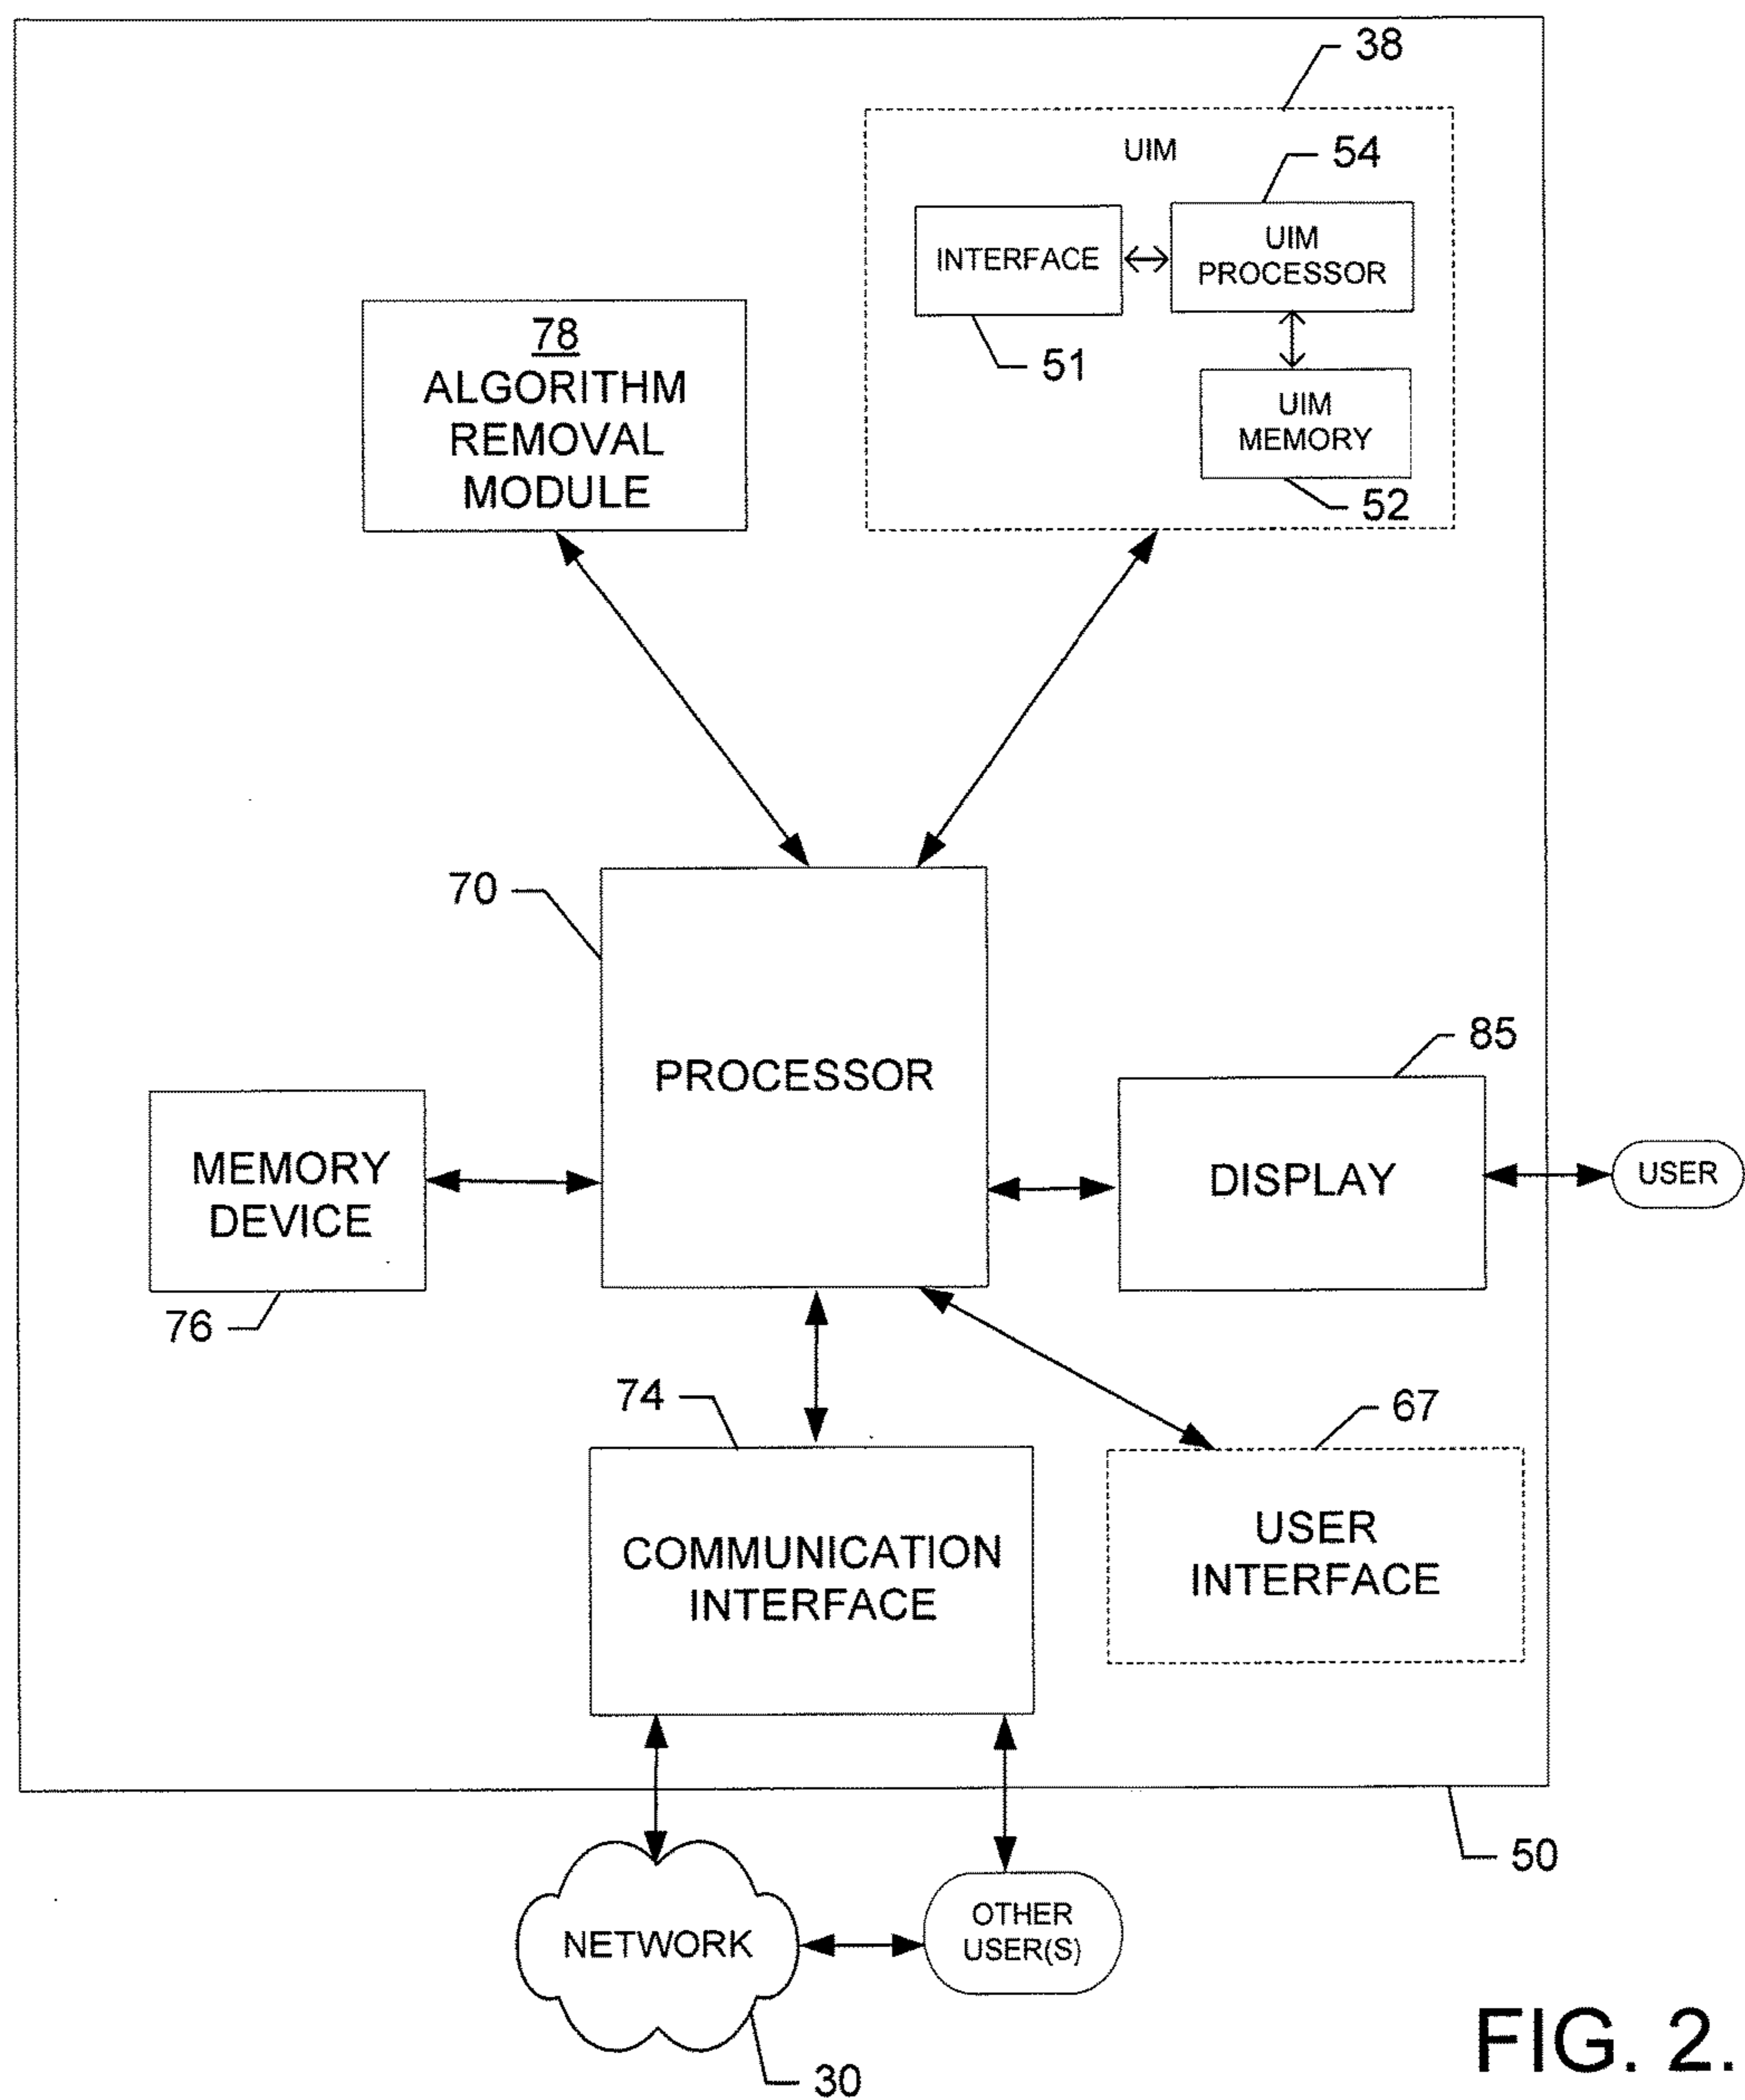 38
UIM
54
INTERFACE
UIM
PROCESSOR
51
UIM
MEMORY
52
78
ALGORITHM
REMOVAL
MODULE
70
PROCESSOR
85
MEMORY
DEVICE
DISPLAY
USER
76
74
67
COMMUNICATION
INTERFACE
USER
INTERFACE
50
NETWORK
OTHER
USER(S)
30
FIG. 2.